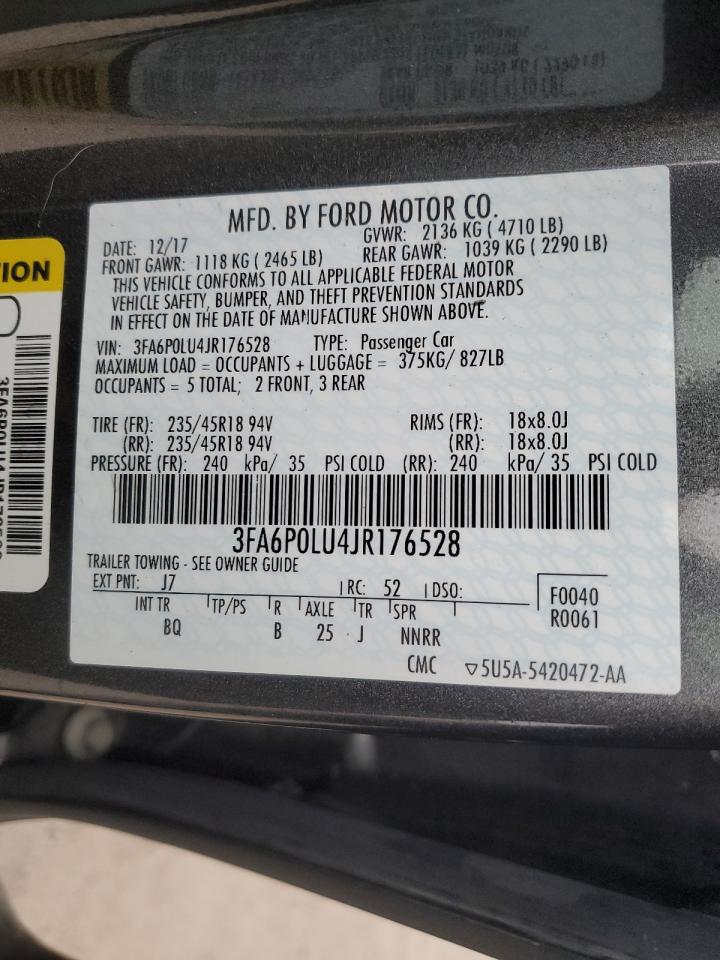 MFD. BY FORD MOTOR CO.
DATE: 12/17 GVWR: 2136 KG ( 4710 LB)
FRONT GAWR: 1118 KG ( 2465 LB) REAR GAWR: 1039 KG ( 2290 LB)
THIS VEHICLE CONFORMS TO ALL APPLICABLE FEDERAL MOTOR
VEHICLE SAFETY, BUMPER, AND THEFT PREVENTION STANDARDS
IN EFFECT ON THE DATE OF MANUFACTURE SHOWN ABOVE.
VIN: 3FA6P0LU4JR176528 TYPE: Passenger Car
MAXIMUM LOAD = OCCUPANTS + LUGGAGE = 375KG/ 827LB
OCCUPANTS = 5 TOTAL; 2 FRONT, 3 REAR
TIRE (FR): 235/45R18 94V RIMS (FR): 18x8.0J
(RR): 235/45R18 94V (RR): 18x8.0J
PRESSURE (FR): 240 kPa/ 35 PSI COLD (RR): 240 kPa/ 35 PSI COLD
3FA6P0LU4JR176528
TRAILER TOWING - SEE OWNER GUIDE
EXT PNT: J7 RC: 52 DSO:
F0040
R0061
INT TR TP/PS R AXLE TR SPR
BQ B 25 J NNRR
CMC ▽5U5A-5420472-AA